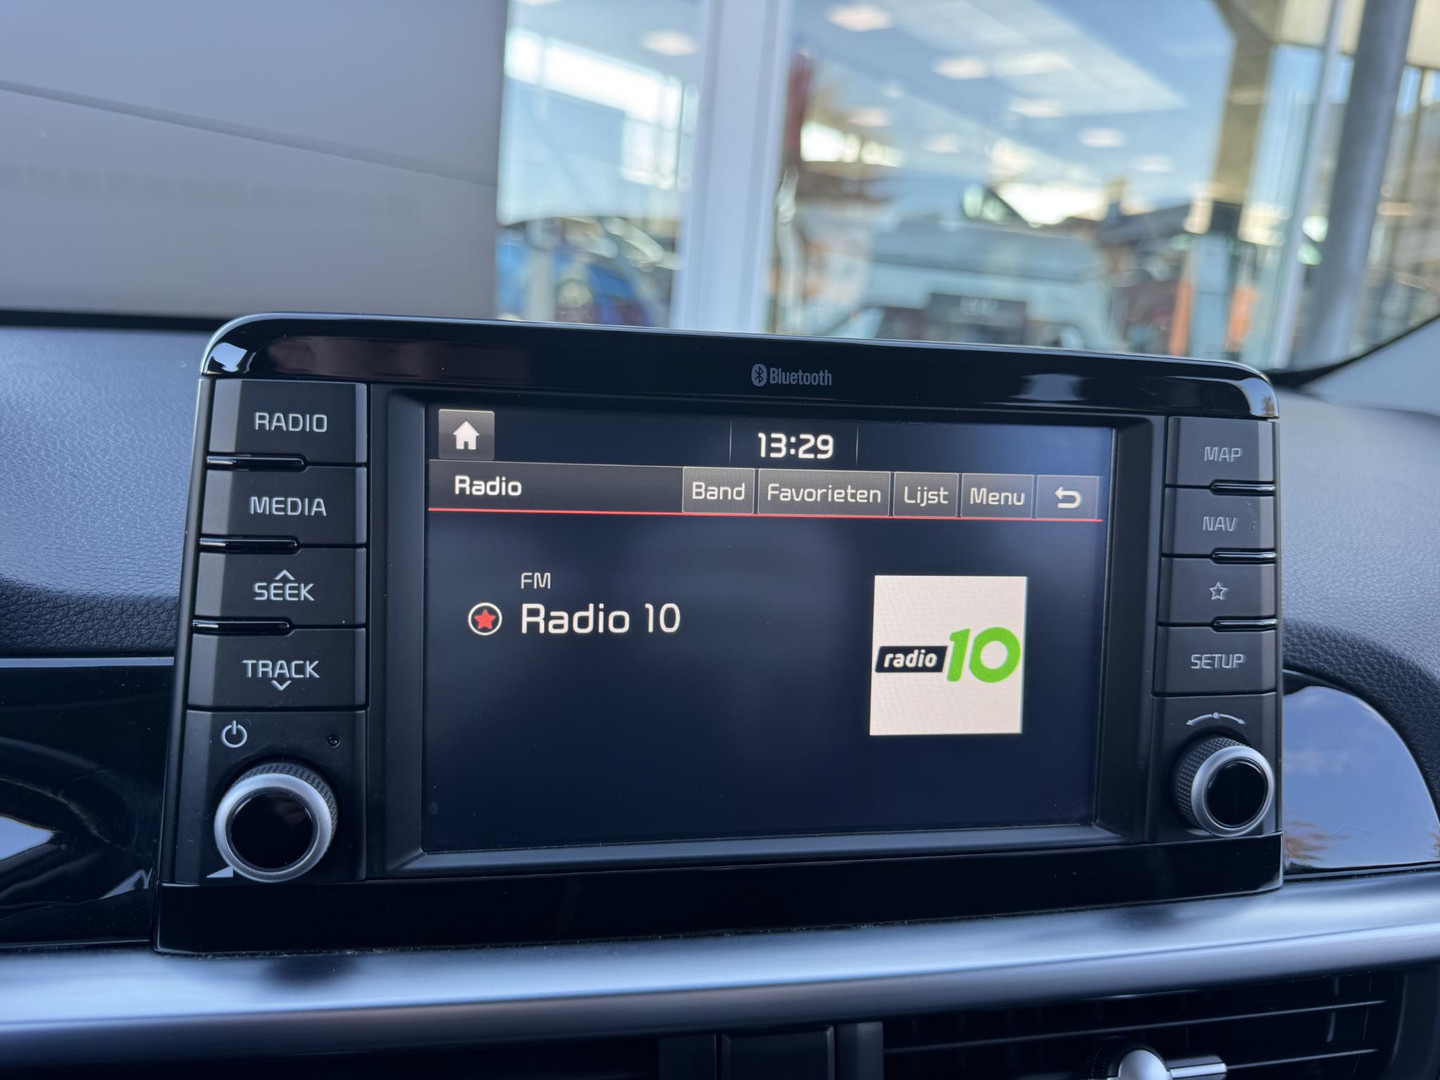 Bluetooth
RADIO
MEDIA
SEEK
TRACK
13:29
Radio
Band
Favorieten
Lijst
Menu
FM
Radio 10
radio 10
MAP
NAV
SETUP